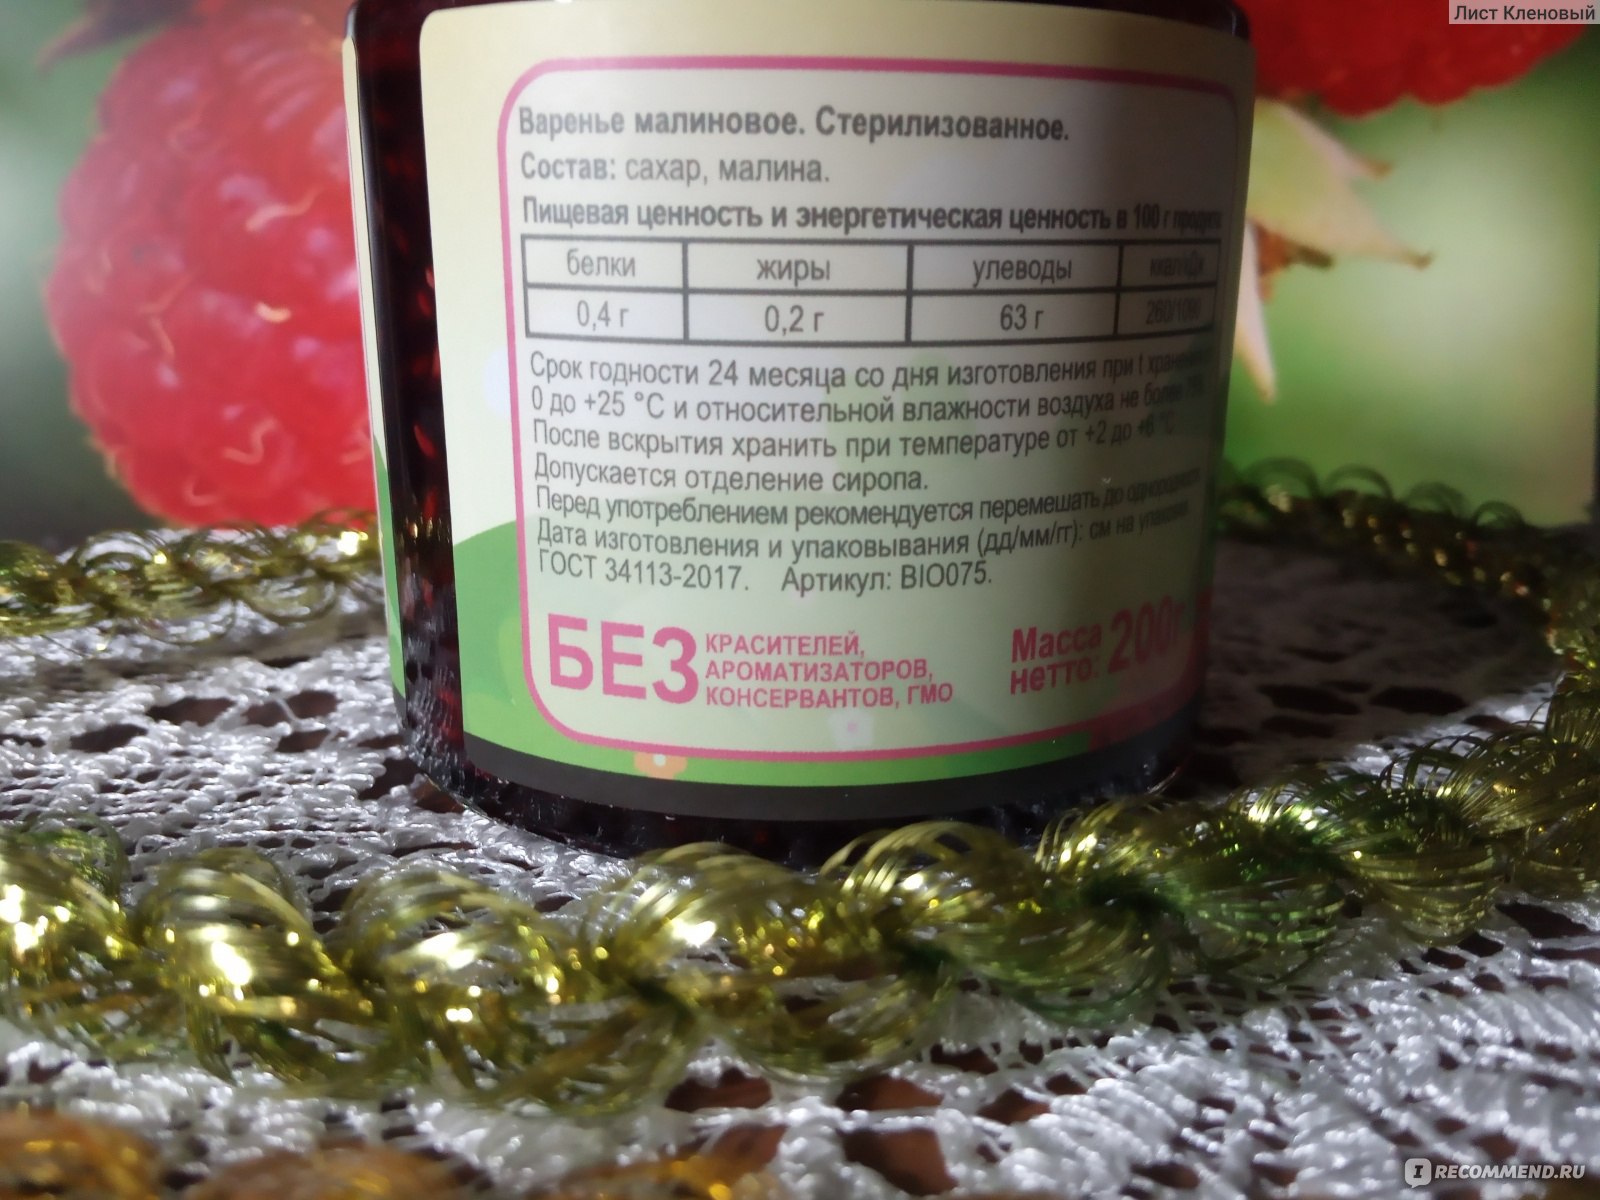 Лист Кленовый
Варенье малиновое. Стерилизованное.
Состав: сахар, малина.
Пищевая ценность и энергетическая ценность в 100 г
белки жиры улеводы
0,4 г 0,2 г 63 г
Срок годности 24 месяца со дня изготовления при t
0 до +25 °С и относительной влажности воздуха не более
После вскрытия хранить при температуре от +2 до +6 °С
Допускается отделение сиропа.
Перед употреблением рекомендуется перемешать до
Дата изготовления и упаковывания (дд/мм/гг): см на
ГОСТ 34113-2017. Артикул: BIO075.
БЕЗ КРАСИТЕЛЕЙ,
АРОМАТИЗАТОРОВ,
КОНСЕРВАНТОВ, ГМО
Масса
нетто: 200г
IRECOMMEND.RU